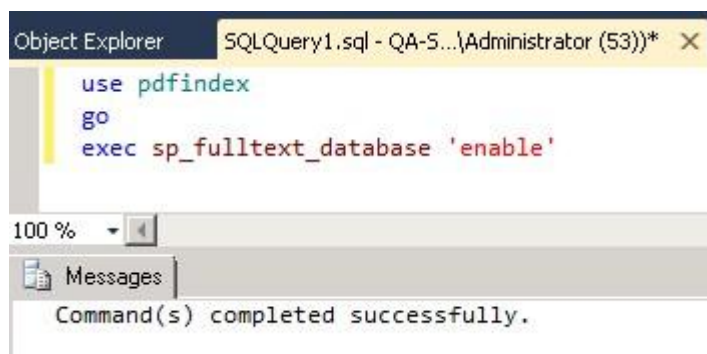 Object Explorer SQLQuery1.sql - QA-S...\Administrator (53))*
use pdfindex
go
exec sp_fulltext_database 'enable'
100 %
Messages
Command(s) completed successfully.